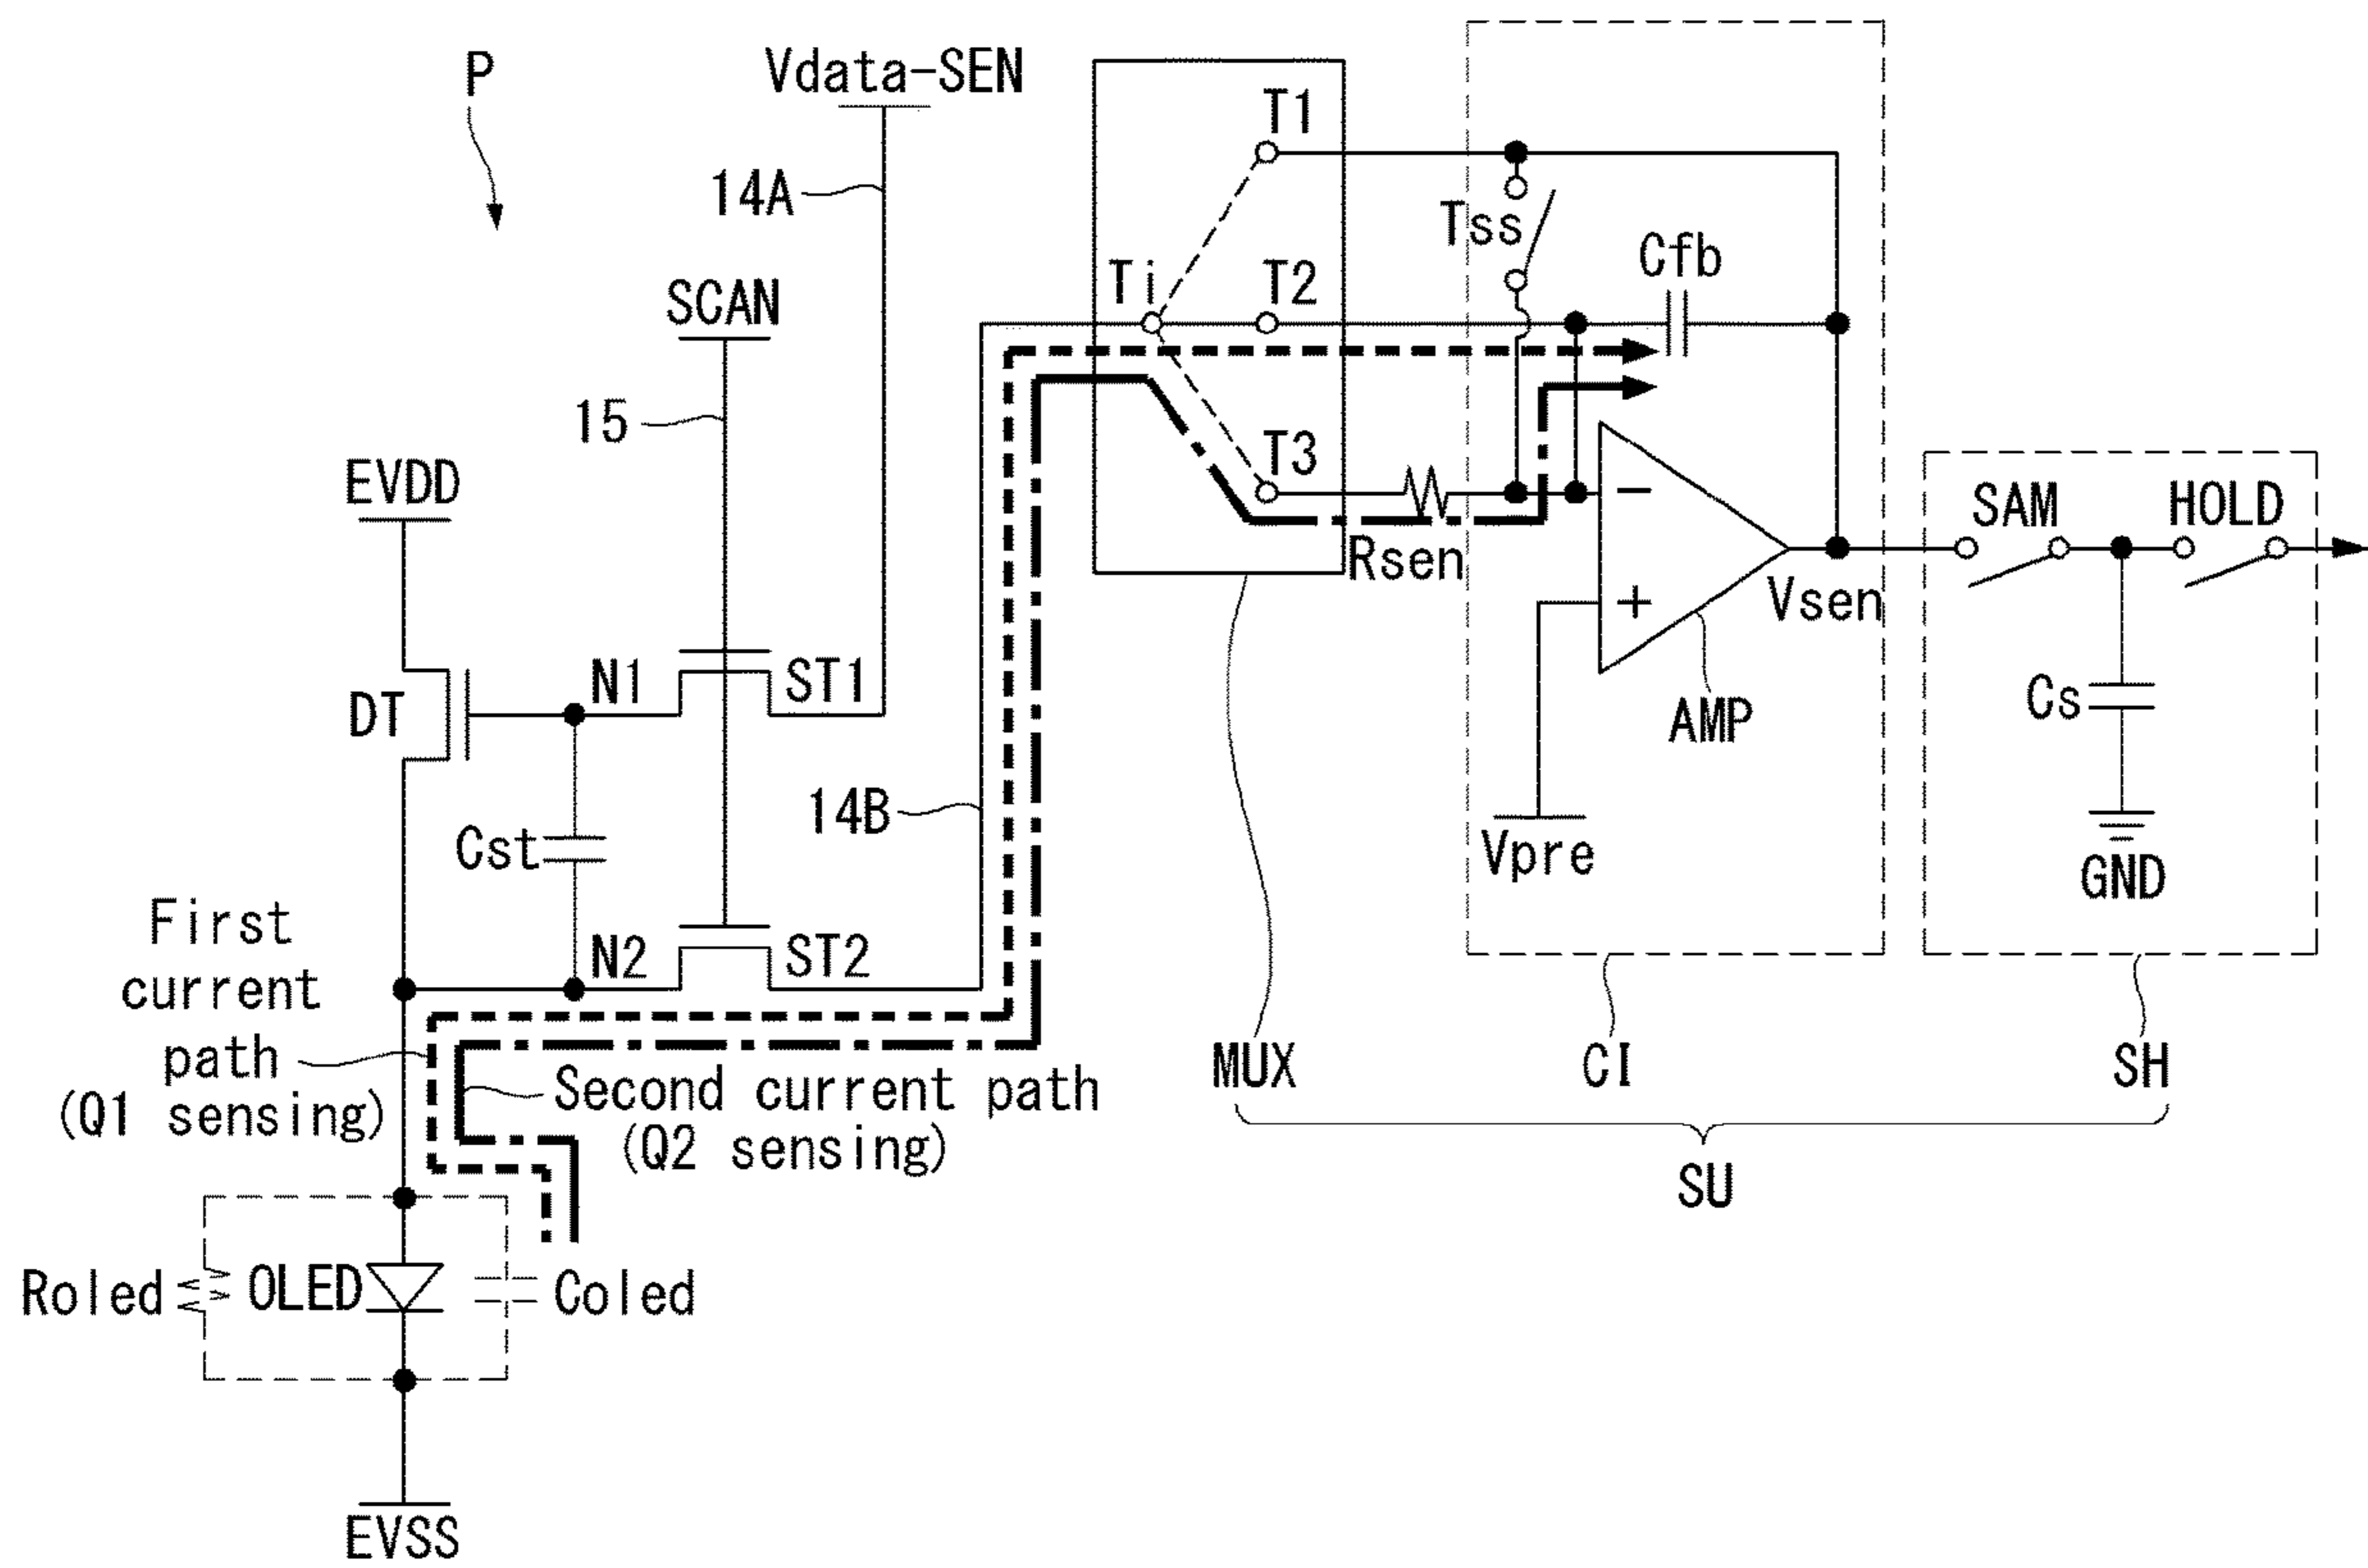 P
Vdata-SEN
T1
14A
Tss
Cfb
SCAN
Ti
T2
15
T3
EVDD
SAM
HOLD
Rsen
Vsen
−
+
N1
ST1
DT
Cs
AMP
14B
Cst
Vpre
GND
First
current
path
(Q1 sensing)
N2
ST2
MUX
CI
SH
Second current path
(Q2 sensing)
SU
Roled
OLED
Coled
EVSS